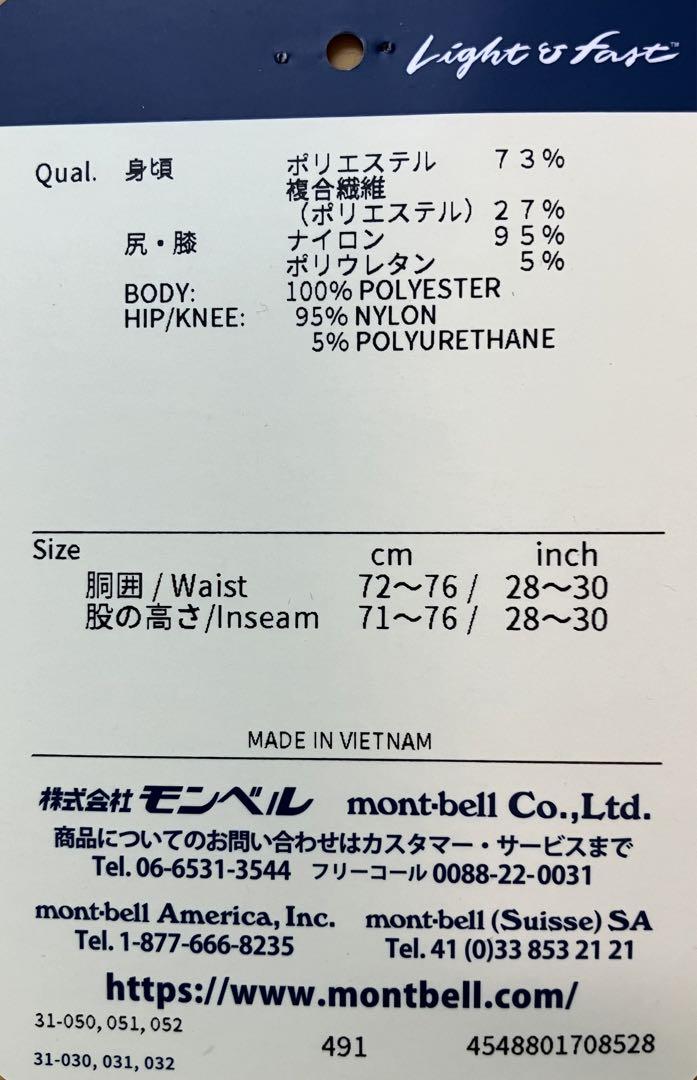 Light & Fast™
Qual. 身頃 ポリエステル 73%
複合繊維
(ポリエステル) 27%
尻・膝 ナイロン 95%
ポリウレタン 5%
BODY: 100% POLYESTER
HIP/KNEE: 95% NYLON
5% POLYURETHANE
Size cm inch
胴囲 / Waist 72〜76 / 28〜30
股の高さ/Inseam 71〜76 / 28〜30
MADE IN VIETNAM
株式会社 モンベル mont-bell Co.,Ltd.
商品についてのお問い合わせはカスタマー・サービスまで
Tel. 06-6531-3544 フリーコール 0088-22-0031
mont-bell America, Inc. mont-bell (Suisse) SA
Tel. 1-877-666-8235 Tel. 41 (0)33 853 21 21
https://www.montbell.com/
31-050, 051, 052
31-030, 031, 032 491 4548801708528